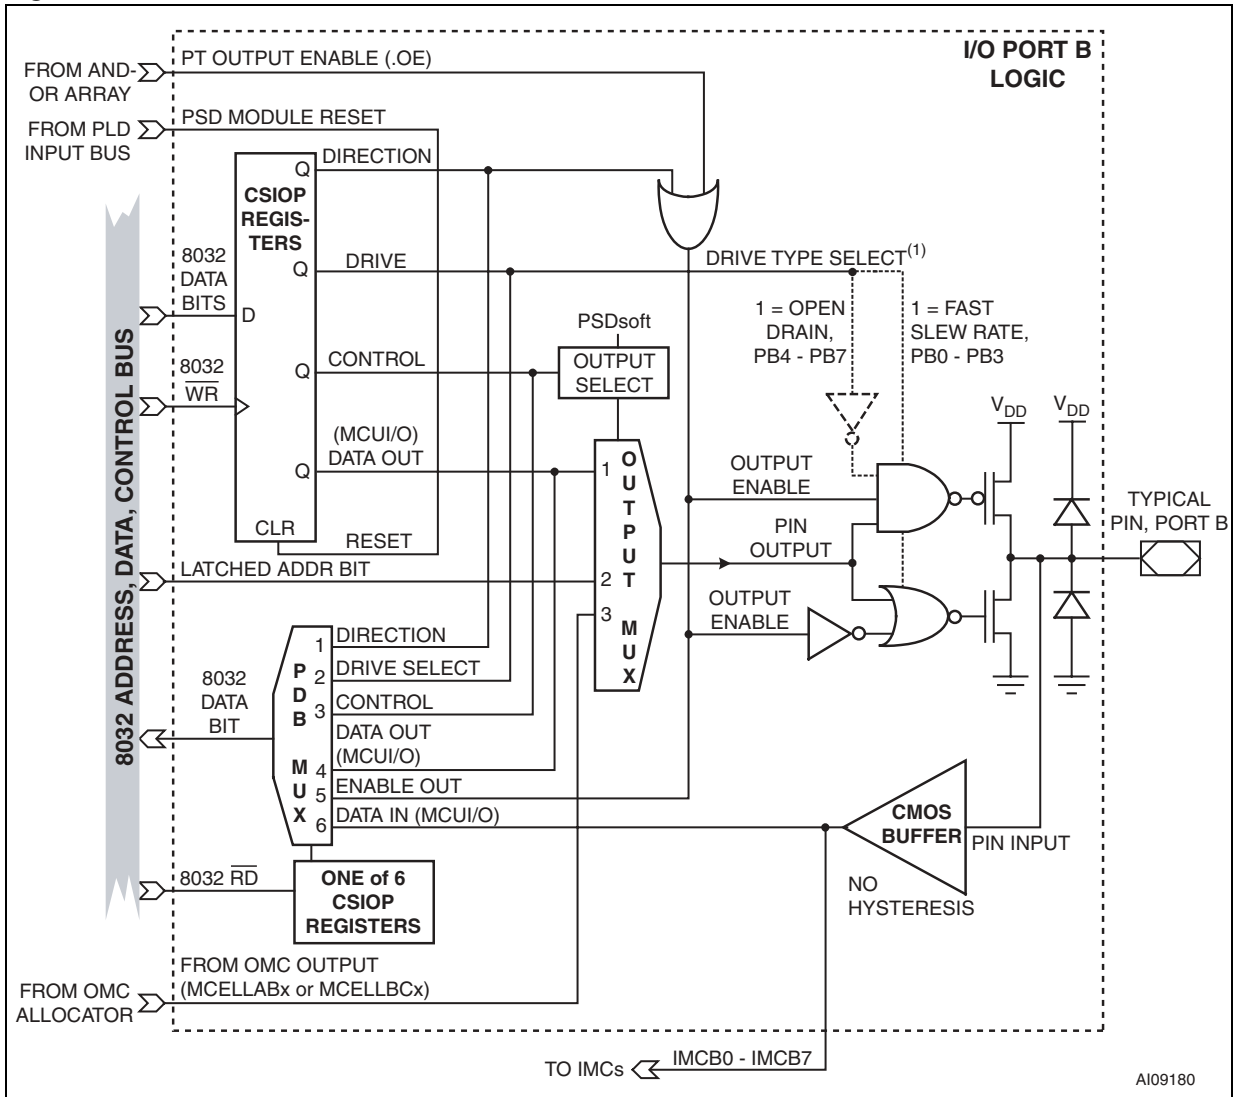 I/O PORT B
LOGIC
FROM AND-
OR ARRAY
PT OUTPUT ENABLE (.OE)
FROM PLD
INPUT BUS
PSD MODULE RESET
DIRECTION
Q
CSIOP
REGIS-
TERS
8032
DATA
BITS
Q
DRIVE
DRIVE TYPE SELECT(1)
D
1 = OPEN
DRAIN,
PB4 - PB7
1 = FAST
SLEW RATE,
PB0 - PB3
PSDsoft
OUTPUT
SELECT
8032
WR
Q
CONTROL
VDD
VDD
(MCUI/O)
DATA OUT
Q
1
OUTPUT MUX
OUTPUT
ENABLE
TYPICAL
PIN, PORT B
CLR
RESET
PIN
OUTPUT
LATCHED ADDR BIT
2
3
OUTPUT
ENABLE
8032 ADDRESS, DATA, CONTROL BUS
PDB MUX
1
DIRECTION
2
DRIVE SELECT
8032
DATA
BIT
3
CONTROL
DATA OUT
(MCUI/O)
4
5
ENABLE OUT
6
DATA IN (MCUI/O)
CMOS
BUFFER
PIN INPUT
NO
HYSTERESIS
8032 RD
ONE of 6
CSIOP
REGISTERS
FROM OMC OUTPUT
(MCELLABx or MCELLBCx)
FROM OMC
ALLOCATOR
TO IMCs
IMCB0 - IMCB7
AI09180